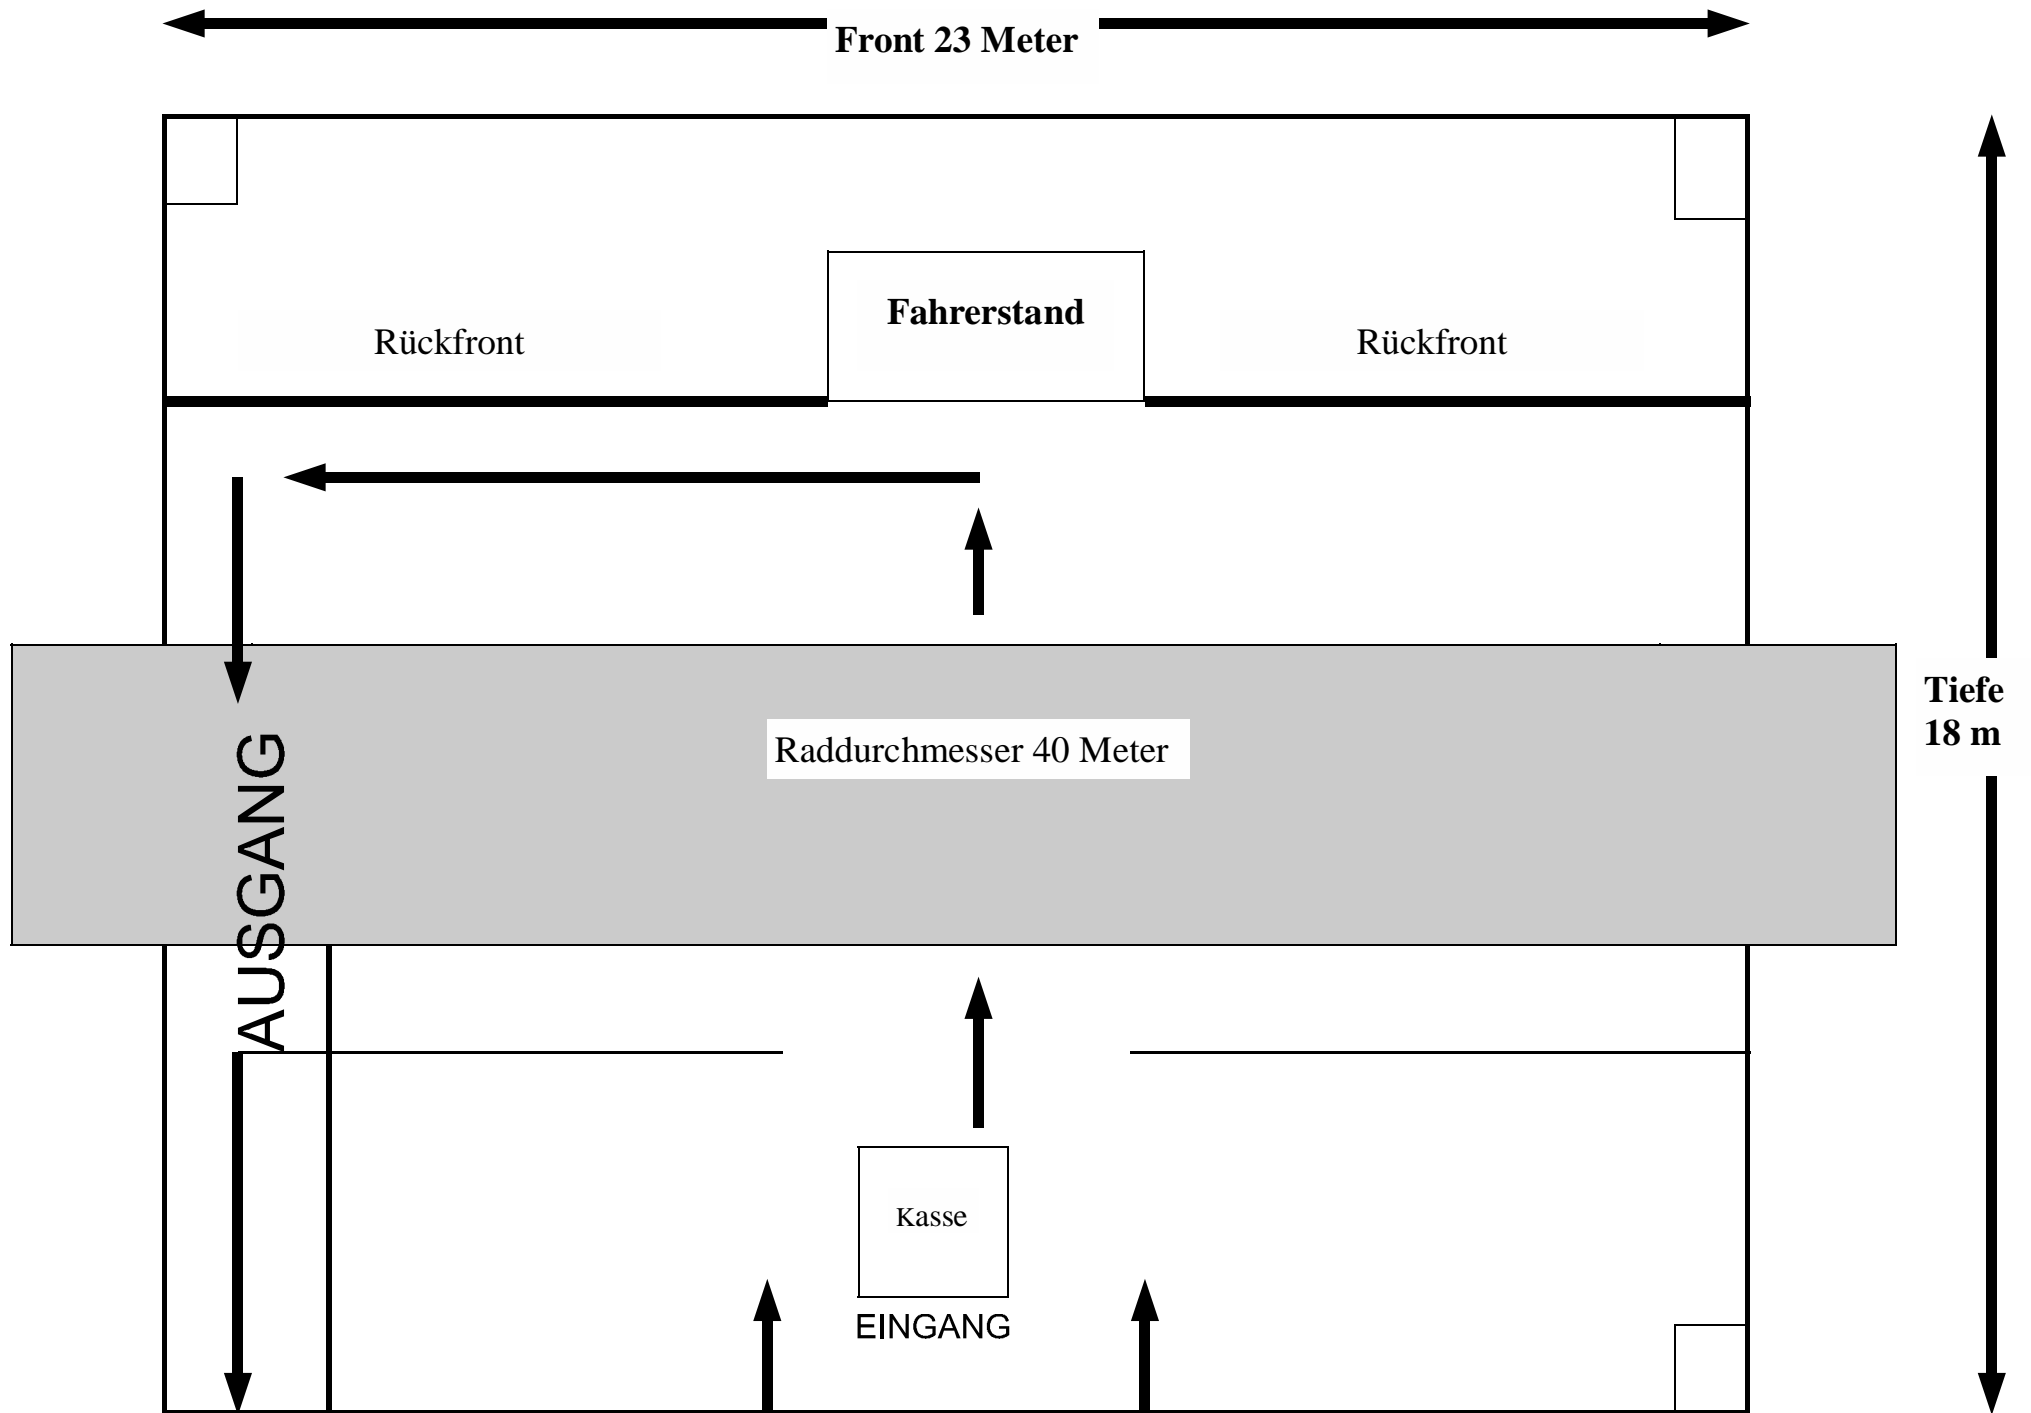 Front 23 Meter
Fahrerstand
Rückfront
Rückfront
Raddurchmesser 40 Meter
Tiefe
18 m
AUSGANG
Kasse
EINGANG